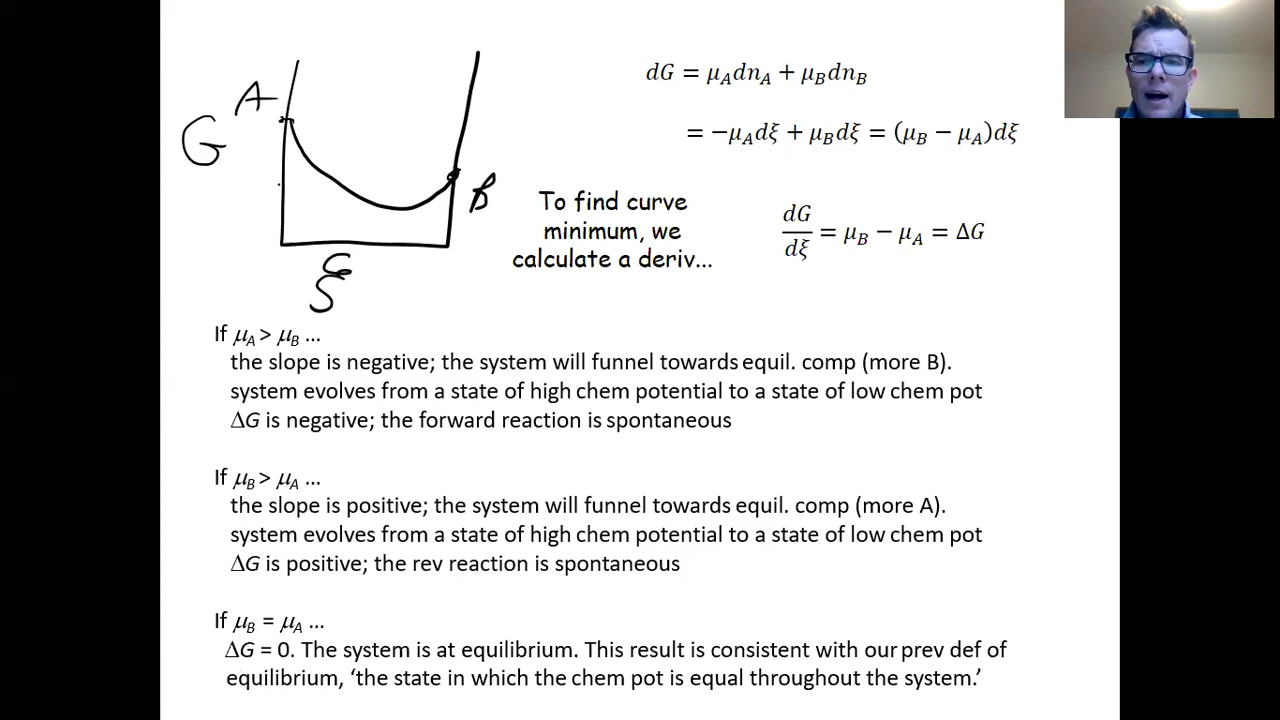 A
G
B
ξ
dG = μ_A dn_A + μ_B dn_B
= −μ_A dξ + μ_B dξ = (μ_B − μ_A)dξ
To find curve
minimum, we
calculate a deriv...
dG/dξ = μ_B − μ_A = ΔG
If μ_A > μ_B ...
the slope is negative; the system will funnel towards equil. comp (more B).
system evolves from a state of high chem potential to a state of low chem pot
ΔG is negative; the forward reaction is spontaneous
If μ_B > μ_A ...
the slope is positive; the system will funnel towards equil. comp (more A).
system evolves from a state of high chem potential to a state of low chem pot
ΔG is positive; the rev reaction is spontaneous
If μ_B = μ_A ...
ΔG = 0. The system is at equilibrium. This result is consistent with our prev def of
equilibrium, ‘the state in which the chem pot is equal throughout the system.’